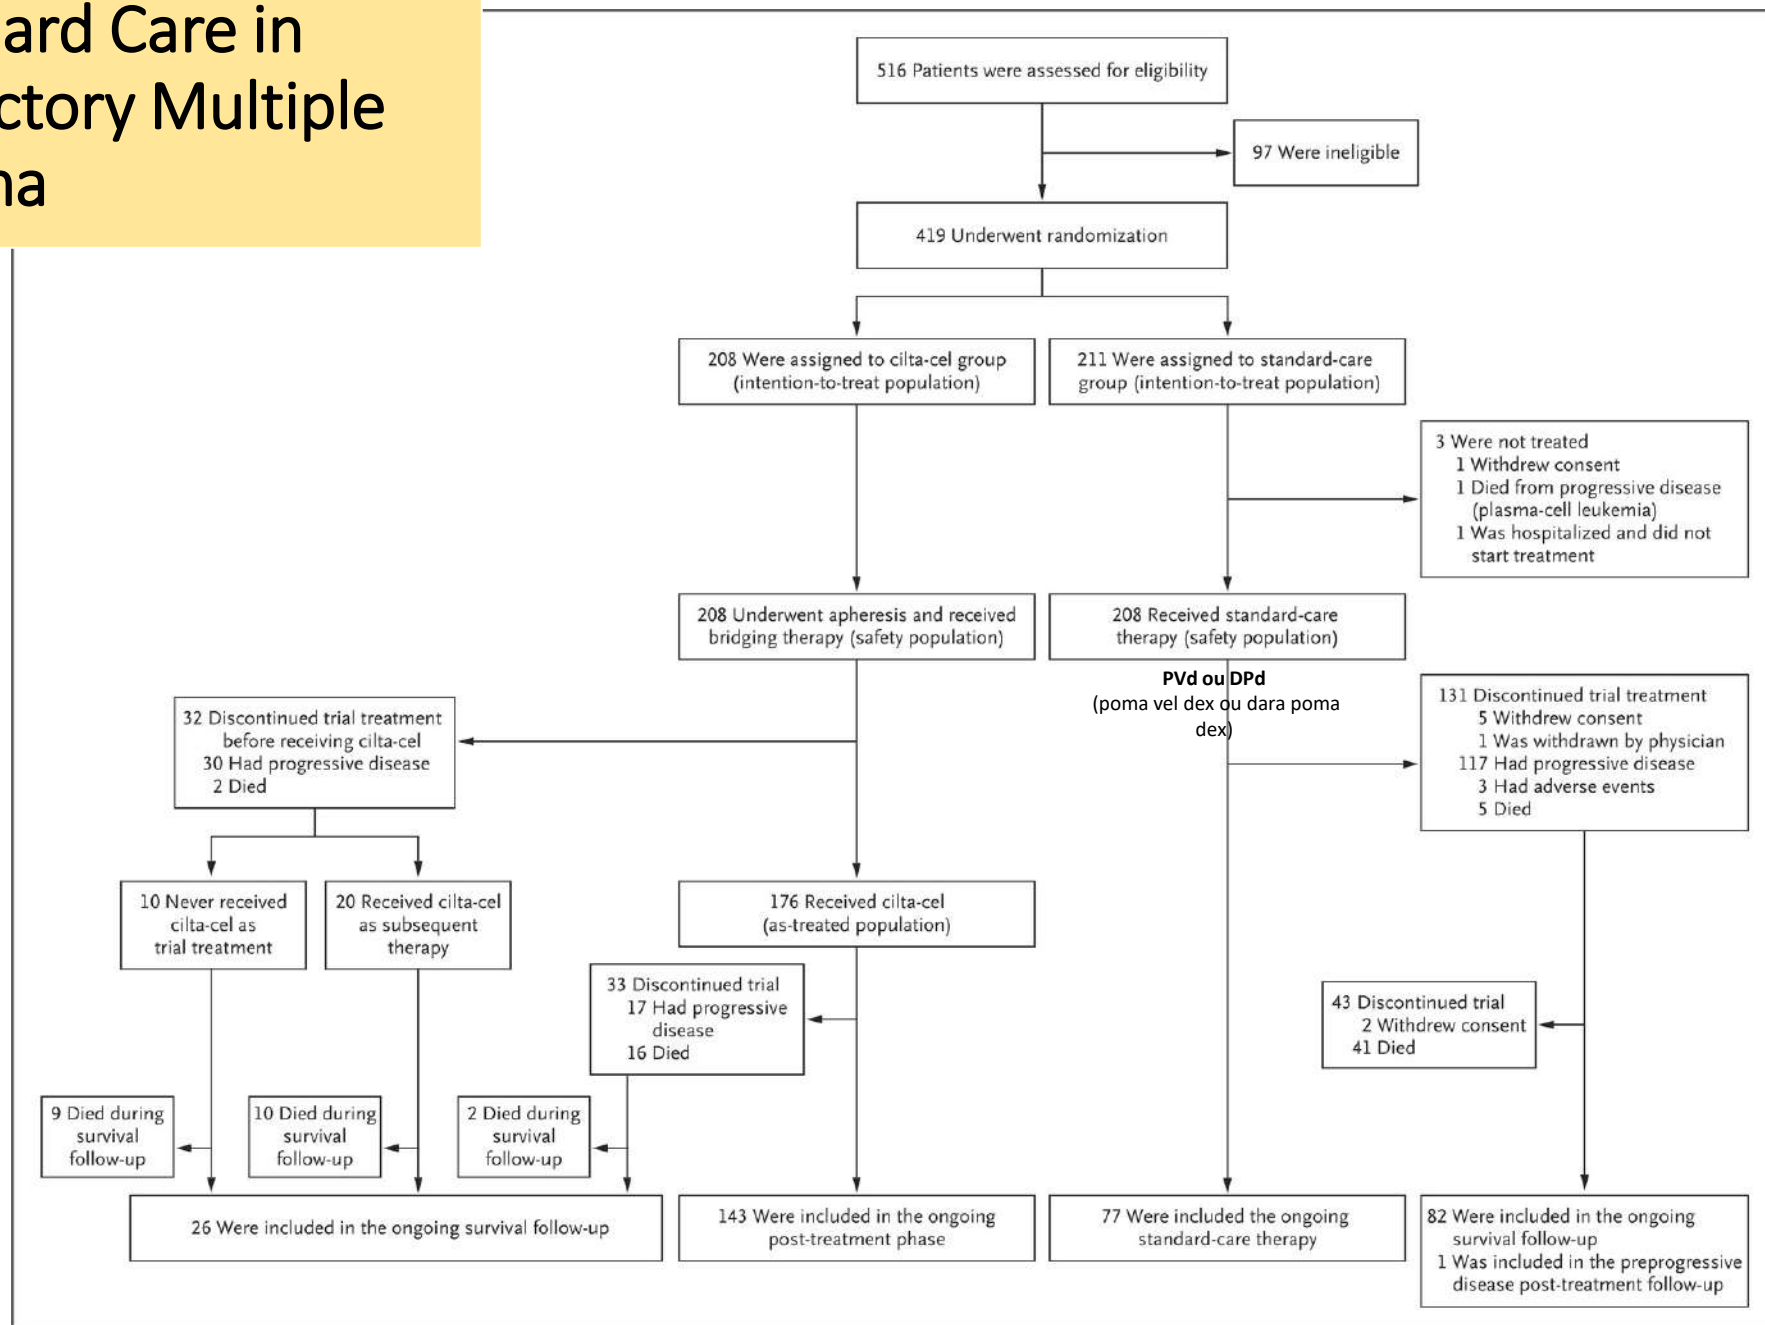 ard Care in
ctory Multiple
na
516 Patients were assessed for eligibility
97 Were ineligible
419 Underwent randomization
208 Were assigned to cilta-cel group
(intention-to-treat population)
211 Were assigned to standard-care
group (intention-to-treat population)
3 Were not treated
1 Withdrew consent
1 Died from progressive disease
(plasma-cell leukemia)
1 Was hospitalized and did not
start treatment
208 Underwent apheresis and received
bridging therapy (safety population)
208 Received standard-care
therapy (safety population)
PVd ou DPd
(poma vel dex ou dara poma
dex)
131 Discontinued trial treatment
5 Withdrew consent
1 Was withdrawn by physician
117 Had progressive disease
3 Had adverse events
5 Died
32 Discontinued trial treatment
before receiving cilta-cel
30 Had progressive disease
2 Died
10 Never received
cilta-cel as
trial treatment
20 Received cilta-cel
as subsequent
therapy
176 Received cilta-cel
(as-treated population)
33 Discontinued trial
17 Had progressive
disease
16 Died
43 Discontinued trial
2 Withdrew consent
41 Died
9 Died during
survival
follow-up
10 Died during
survival
follow-up
2 Died during
survival
follow-up
26 Were included in the ongoing survival follow-up
143 Were included in the ongoing
post-treatment phase
77 Were included the ongoing
standard-care therapy
82 Were included in the ongoing
survival follow-up
1 Was included in the preprogressive
disease post-treatment follow-up